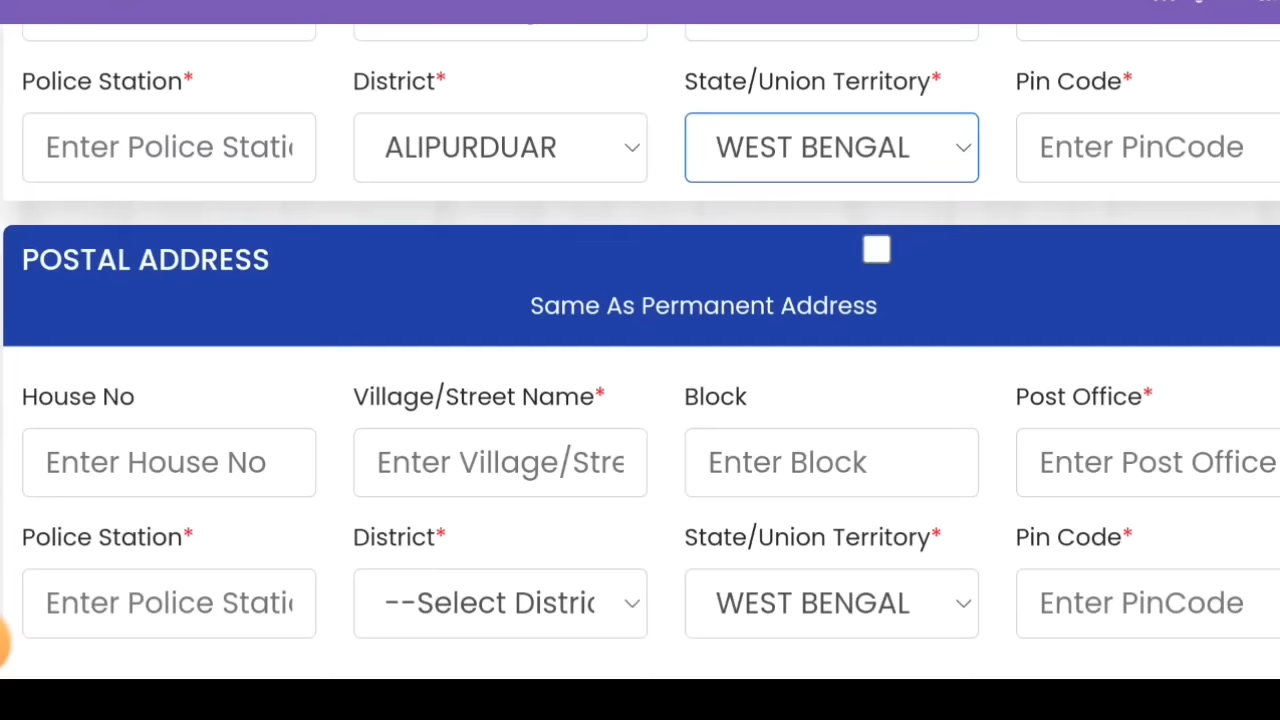 Police Station* District* State/Union Territory* Pin Code*
Enter Police Stati ALIPURDUAR WEST BENGAL Enter PinCode
POSTAL ADDRESS
Same As Permanent Address
House No Village/Street Name* Block Post Office*
Enter House No Enter Village/Stre Enter Block Enter Post Office
Police Station* District* State/Union Territory* Pin Code*
Enter Police Stati --Select Distric WEST BENGAL Enter PinCode